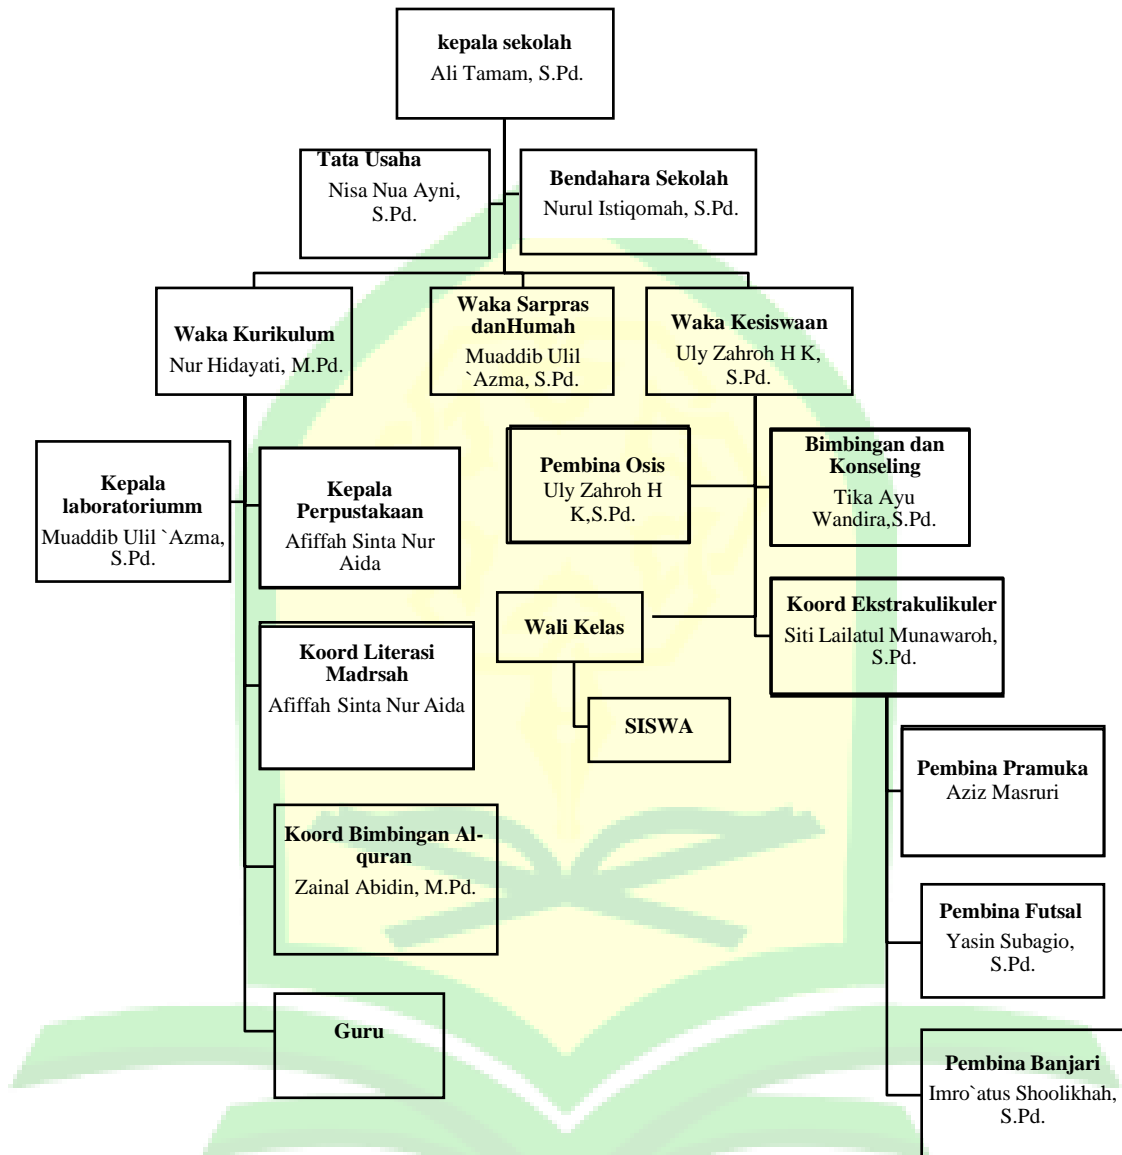 kepala sekolah
Ali Tamam, S.Pd.
Tata Usaha
Nisa Nua Ayni,
S.Pd.
Bendahara Sekolah
Nurul Istiqomah, S.Pd.
Waka Kurikulum
Nur Hidayati, M.Pd.
Waka Sarpras
danHumah
Muaddib Ulil
`Azma, S.Pd.
Waka Kesiswaan
Uly Zahroh H K,
S.Pd.
Kepala
laboratoriumm
Muaddib Ulil `Azma,
S.Pd.
Kepala
Perpustakaan
Afiffah Sinta Nur
Aida
Pembina Osis
Uly Zahroh H
K,S.Pd.
Bimbingan dan
Konseling
Tika Ayu
Wandira,S.Pd.
Koord Literasi
Madrsah
Afiffah Sinta Nur Aida
Wali Kelas
Koord Ekstrakulikuler
Siti Lailatul Munawaroh,
S.Pd.
SISWA
Pembina Pramuka
Aziz Masruri
Koord Bimbingan Al-
quran
Zainal Abidin, M.Pd.
Pembina Futsal
Yasin Subagio,
S.Pd.
Guru
Pembina Banjari
Imro`atus Shoolikhah,
S.Pd.